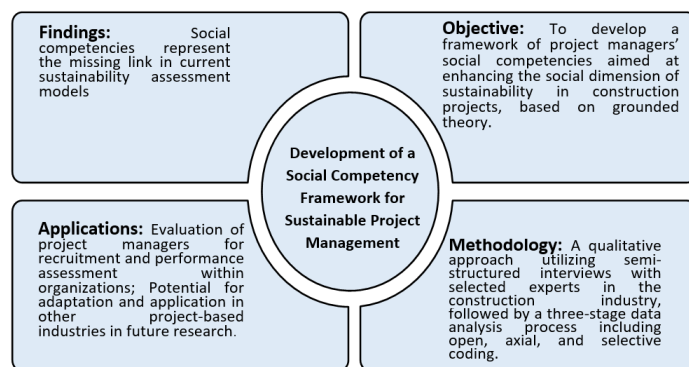 Findings: Social
competencies represent
the missing link in current
sustainability assessment
models
Objective: To develop a
framework of project managers'
social competencies aimed at
enhancing the social dimension of
sustainability in construction
projects, based on grounded
theory.
Development of a
Social Competency
Framework for
Sustainable Project
Management
Applications: Evaluation of
project managers for
recruitment and performance
assessment within
organizations; Potential for
adaptation and application in
other project-based
industries in future research.
Methodology: A qualitative
approach utilizing semi-
structured interviews with
selected experts in the
construction industry,
followed by a three-stage data
analysis process including
open, axial, and selective
coding.